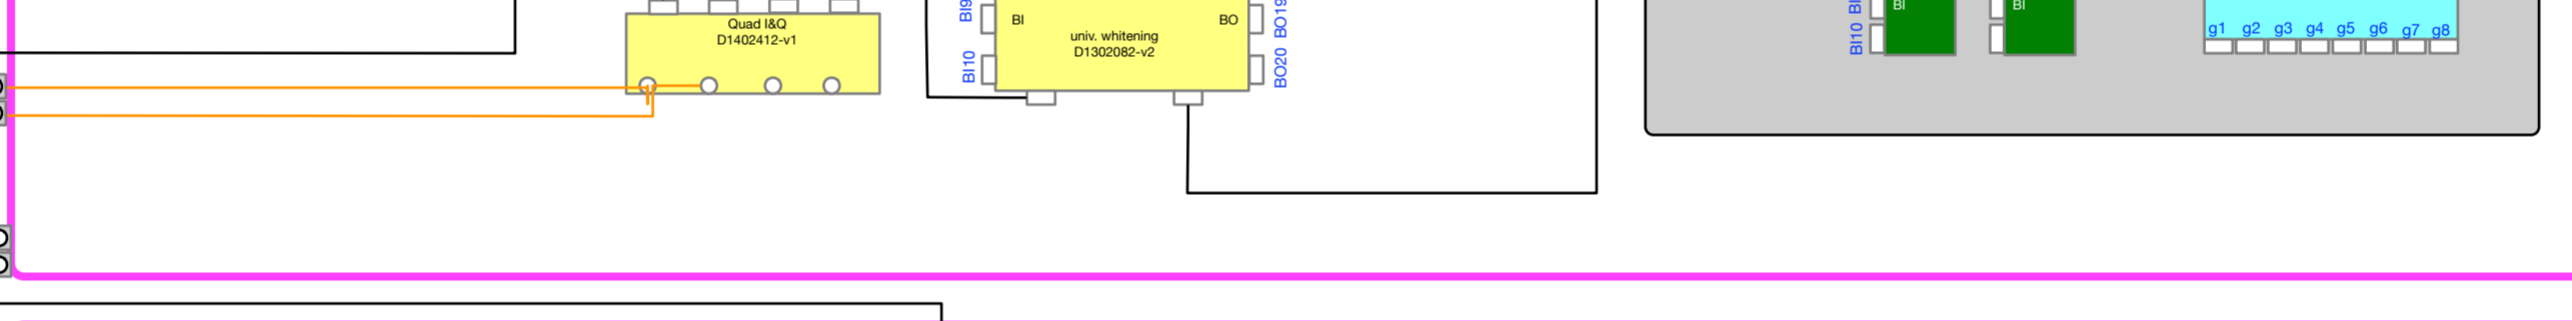 Quad I&Q
D1402412-v1
BI9
BI10
BI
BO
univ. whitening
D1302082-v2
BO19
BO20
BI10
BI
BI
BI
g1 g2 g3 g4 g5 g6 g7 g8